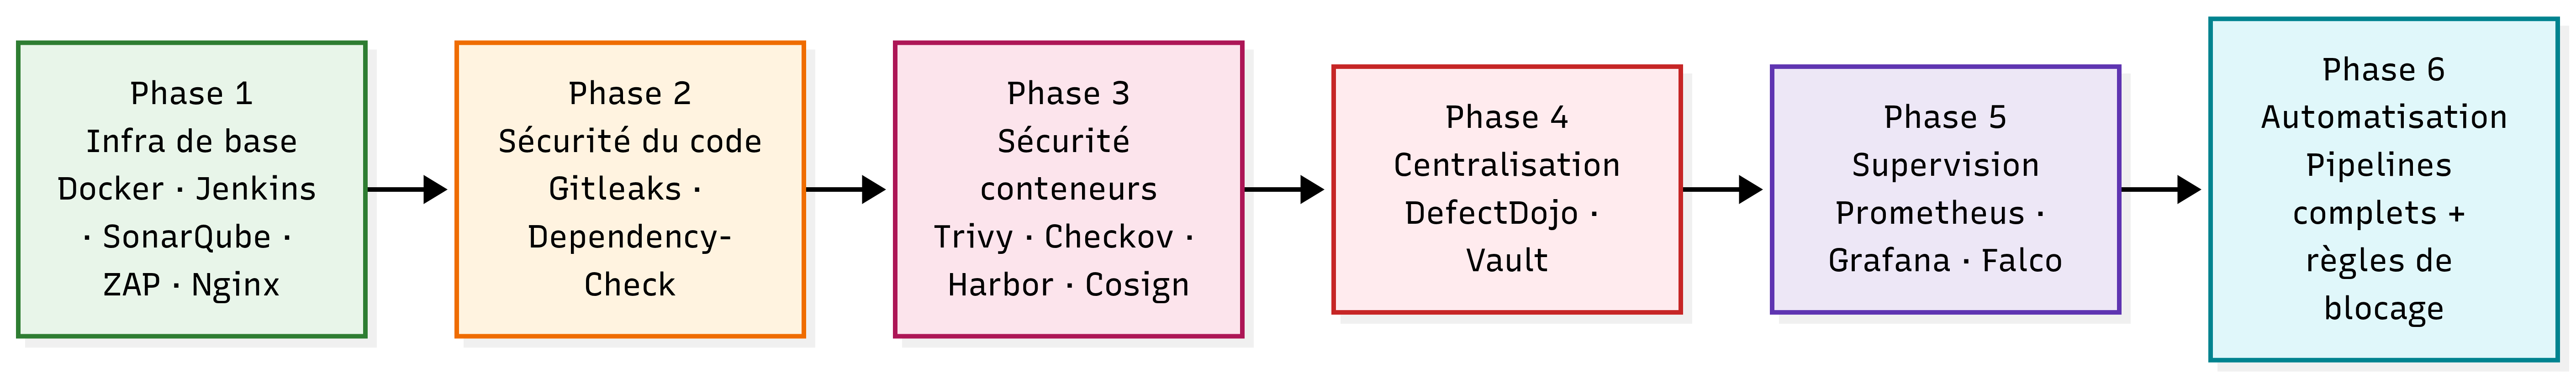 Phase 1
Infra de base
Docker · Jenkins
· SonarQube ·
ZAP · Nginx
Phase 2
Sécurité du code
Gitleaks ·
Dependency-
Check
Phase 3
Sécurité
conteneurs
Trivy · Checkov ·
Harbor · Cosign
Phase 4
Centralisation
DefectDojo ·
Vault
Phase 5
Supervision
Prometheus ·
Grafana · Falco
Phase 6
Automatisation
Pipelines
complets +
règles de
blocage